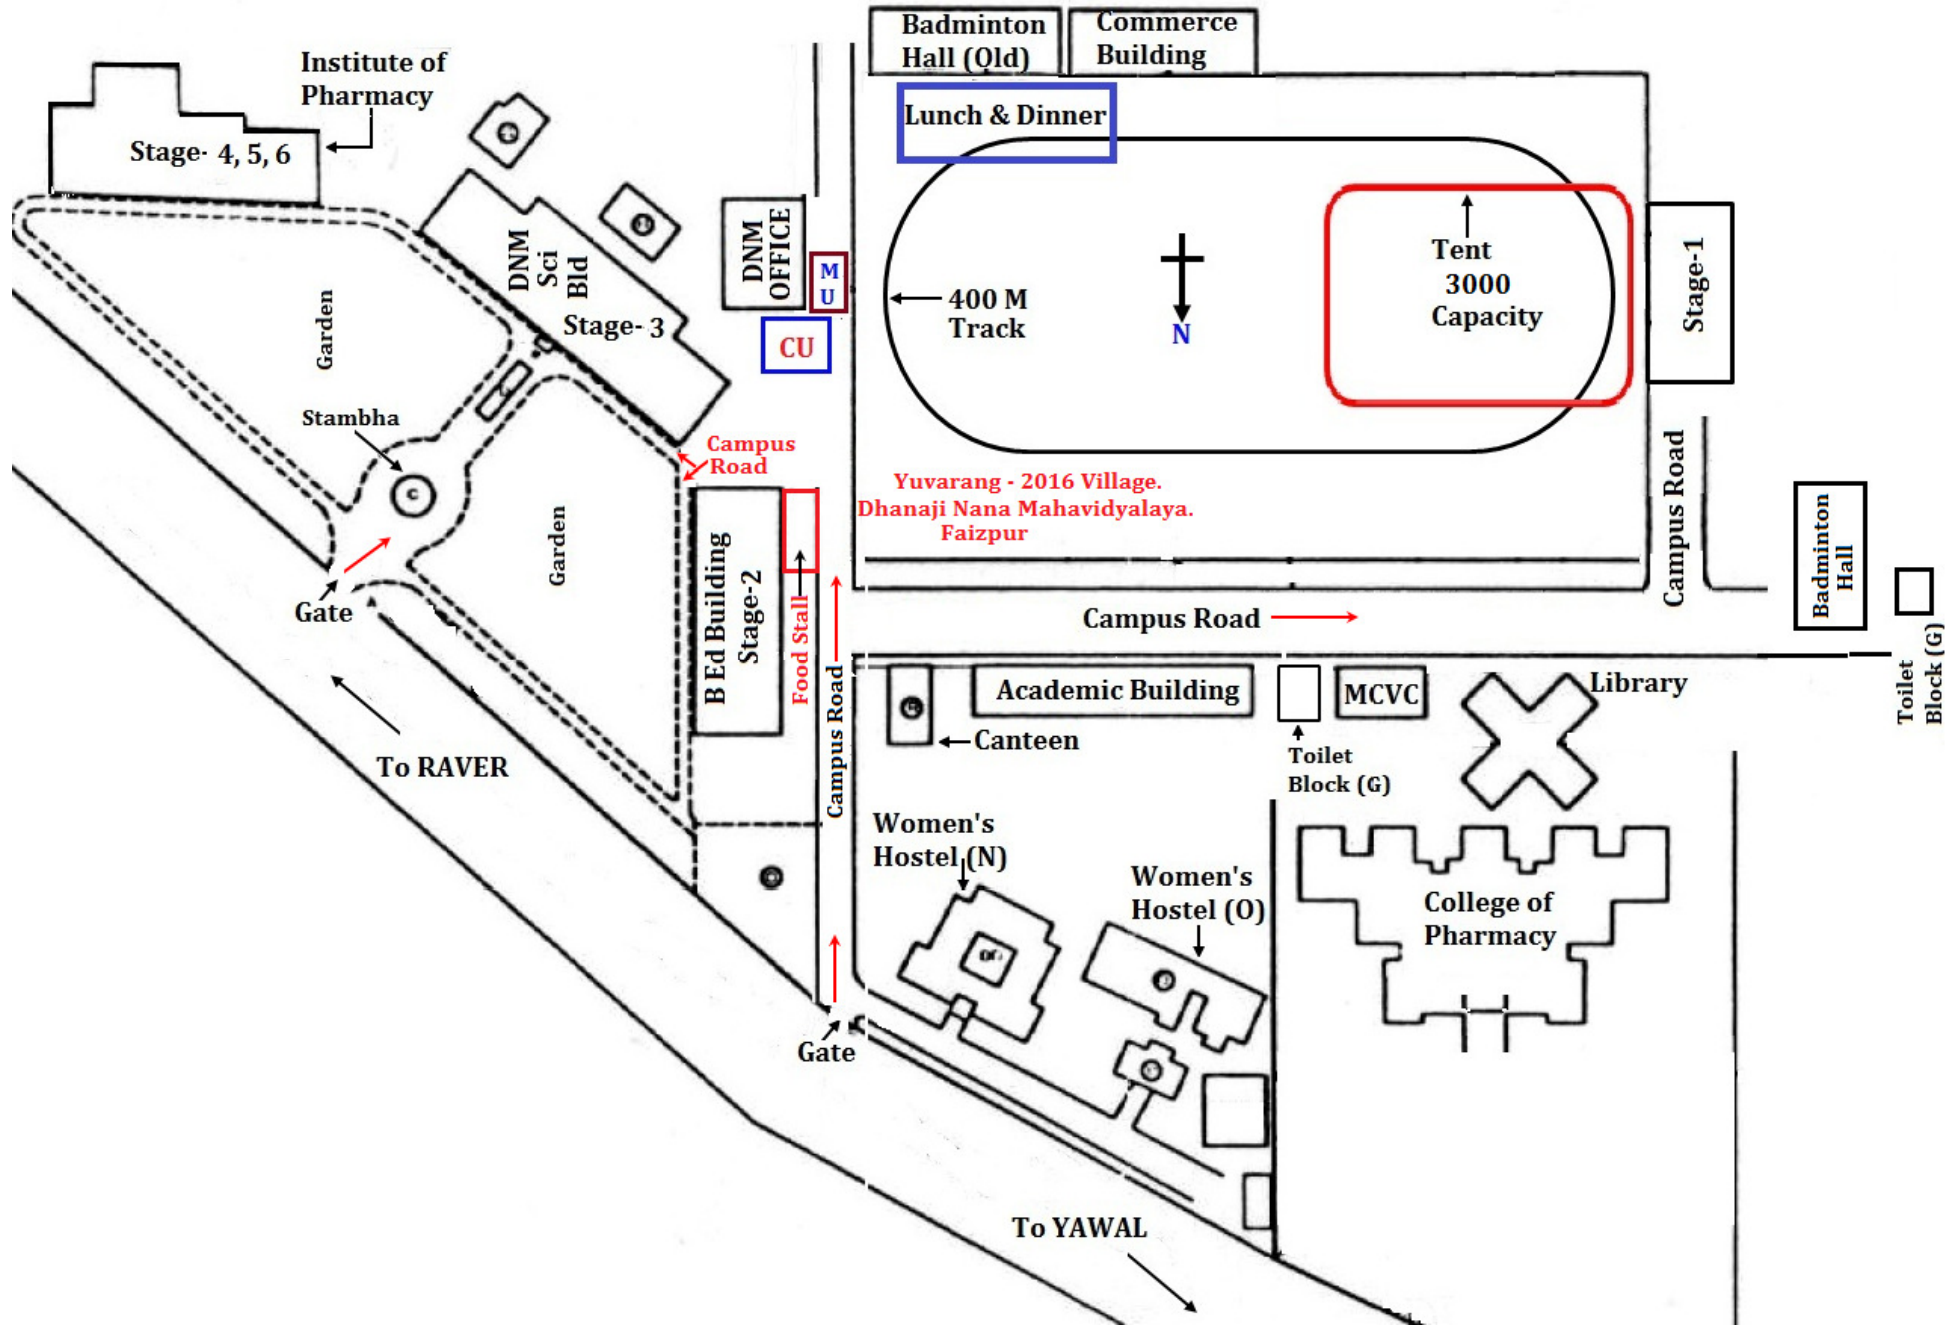 Badminton
Hall (Old)
Commerce
Building
Institute of
Pharmacy
Stage- 4, 5, 6
Lunch & Dinner
DNM
Sci
Bld
Stage- 3
DNM
OFFICE
M
U
CU
400 M
Track
N
Tent
3000
Capacity
Stage-1
Garden
Stambha
C
Campus
Road
Yuvarang - 2016 Village.
Dhanaji Nana Mahavidyalaya.
Faizpur
Campus Road
Badminton
Hall
Toilet
Block (G)
Garden
Gate
B Ed Building
Stage-2
Food Stall
Campus Road
Campus Road
Academic Building
MCVC
Library
Canteen
Toilet
Block (G)
To RAVER
Women's
Hostel (N)
Women's
Hostel (O)
College of
Pharmacy
Gate
To YAWAL